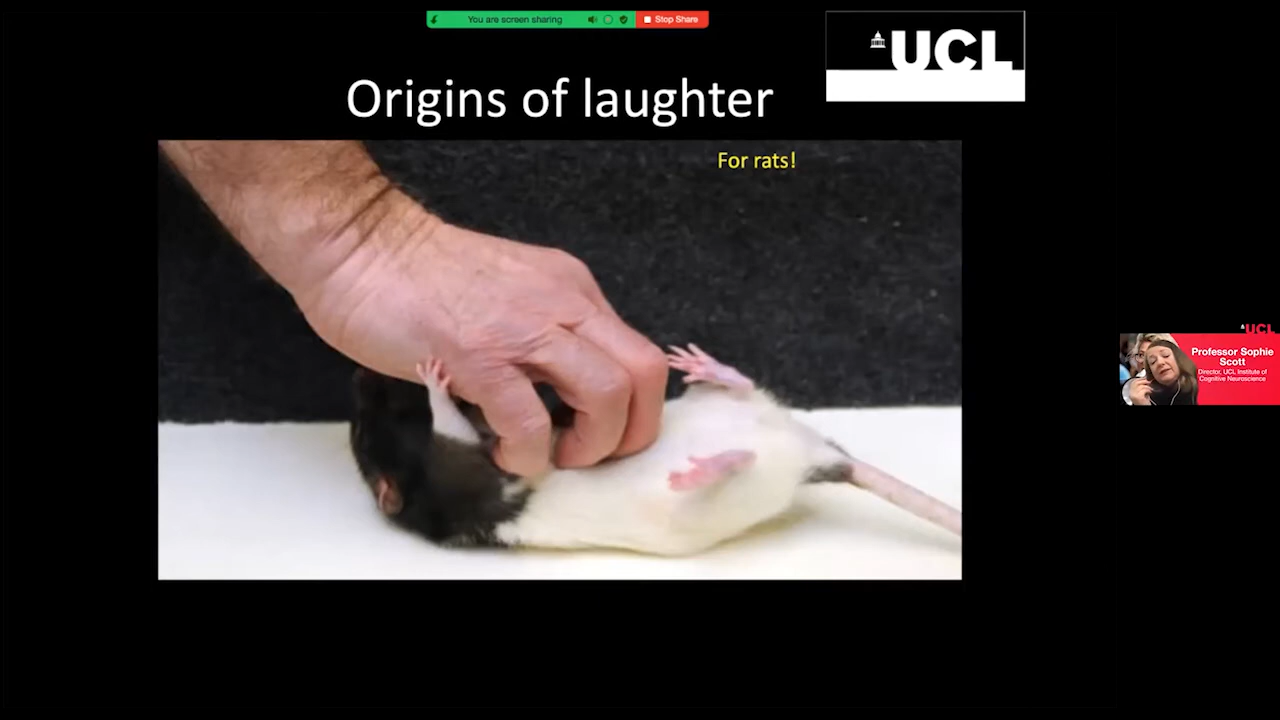 You are screen sharing
Stop Share
UCL
Origins of laughter
For rats!
UCL
Professor Sophie
Scott
Director, UCL Institute of
Cognitive Neuroscience